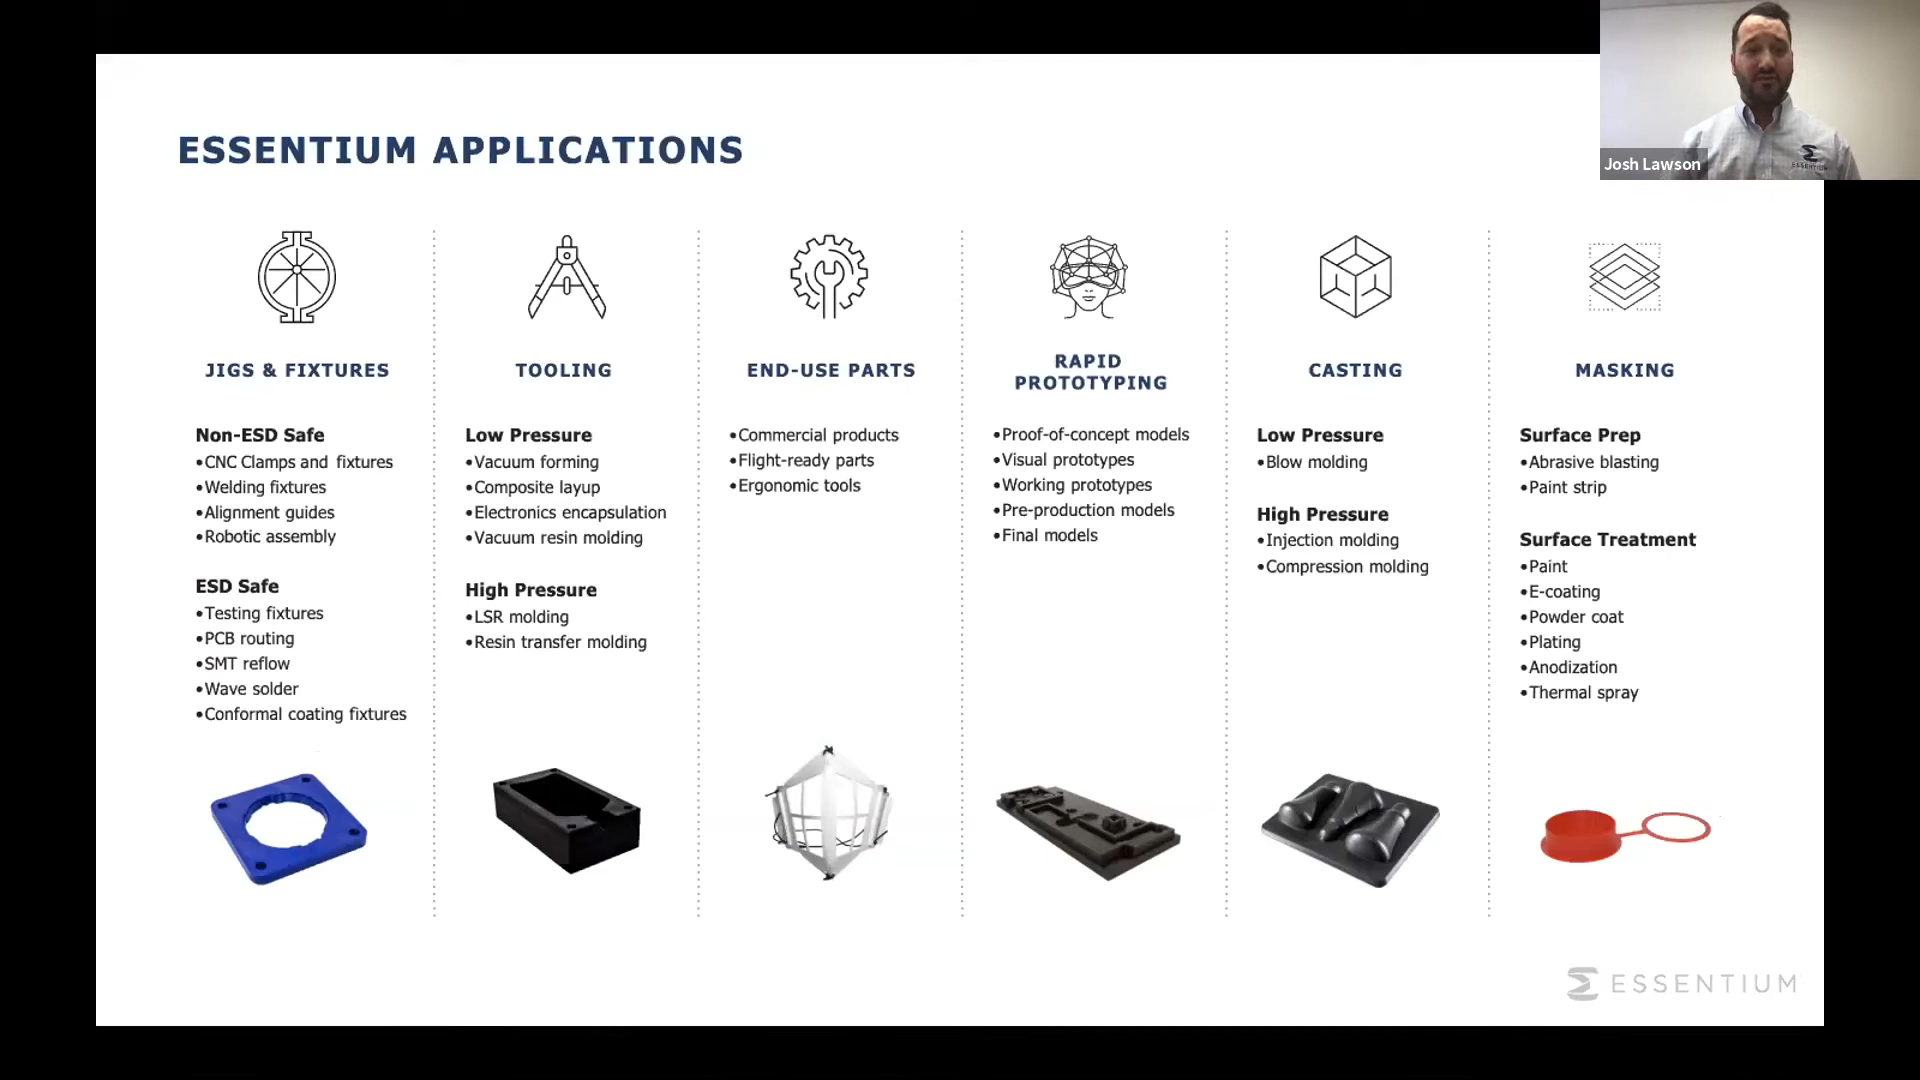 ESSENTIUM APPLICATIONS
Josh Lawson
ESSENTIUM
JIGS & FIXTURES
Non-ESD Safe
•CNC Clamps and fixtures
•Welding fixtures
•Alignment guides
•Robotic assembly
ESD Safe
•Testing fixtures
•PCB routing
•SMT reflow
•Wave solder
•Conformal coating fixtures
TOOLING
Low Pressure
•Vacuum forming
•Composite layup
•Electronics encapsulation
•Vacuum resin molding
High Pressure
•LSR molding
•Resin transfer molding
END-USE PARTS
•Commercial products
•Flight-ready parts
•Ergonomic tools
RAPID
PROTOTYPING
•Proof-of-concept models
•Visual prototypes
•Working prototypes
•Pre-production models
•Final models
CASTING
Low Pressure
•Blow molding
High Pressure
•Injection molding
•Compression molding
MASKING
Surface Prep
•Abrasive blasting
•Paint strip
Surface Treatment
•Paint
•E-coating
•Powder coat
•Plating
•Anodization
•Thermal spray
ESSENTIUM